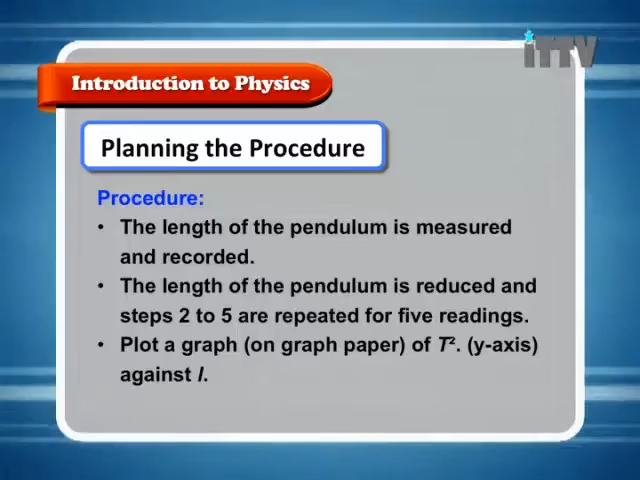 iTTV
Introduction to Physics
Planning the Procedure
Procedure:
• The length of the pendulum is measured
and recorded.
• The length of the pendulum is reduced and
steps 2 to 5 are repeated for five readings.
• Plot a graph (on graph paper) of T². (y-axis)
against l.